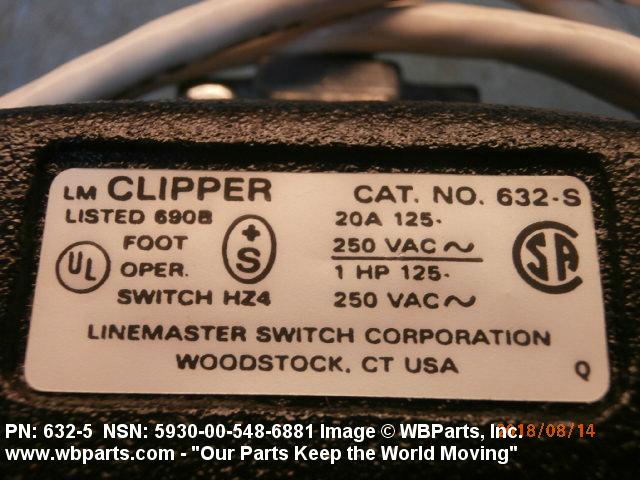 LM CLIPPER CAT. NO. 632-S
LISTED 690B 20A 125-
UL FOOT +S 250 VAC~ SA
OPER. 1 HP 125-
SWITCH HZ4 250 VAC~
LINEMASTER SWITCH CORPORATION
WOODSTOCK, CT USA Q
PN: 632-5 NSN: 5930-00-548-6881 Image © WBParts, Inc.
2018/08/14
www.wbparts.com - "Our Parts Keep the World Moving"